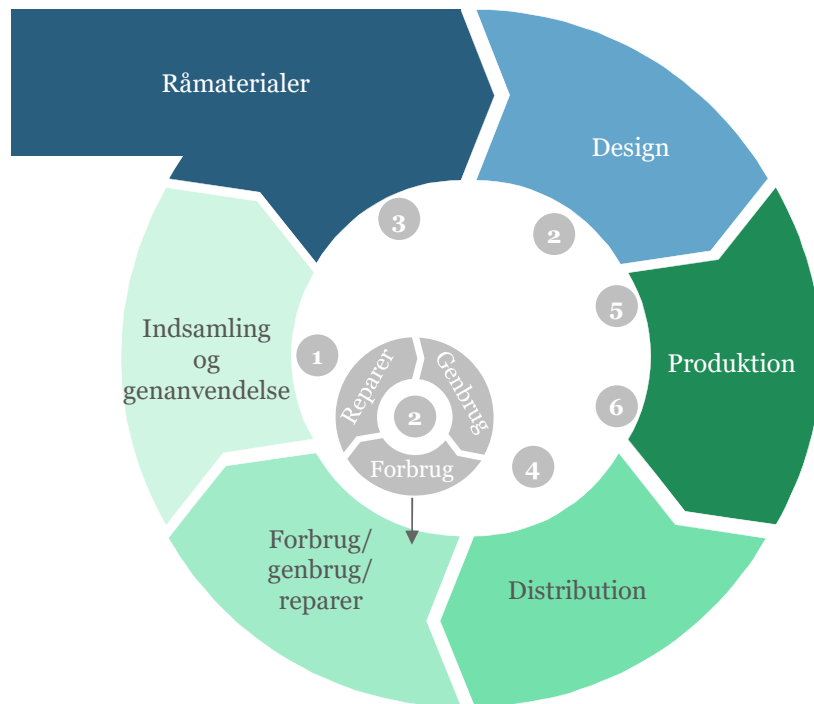 Råmaterialer
Design
3
2
5
Produktion
6
Indsamling
og
genanvendelse
1
Reparer
Genbrug
2
Forbrug
4
Forbrug/
genbrug/
reparer
Distribution